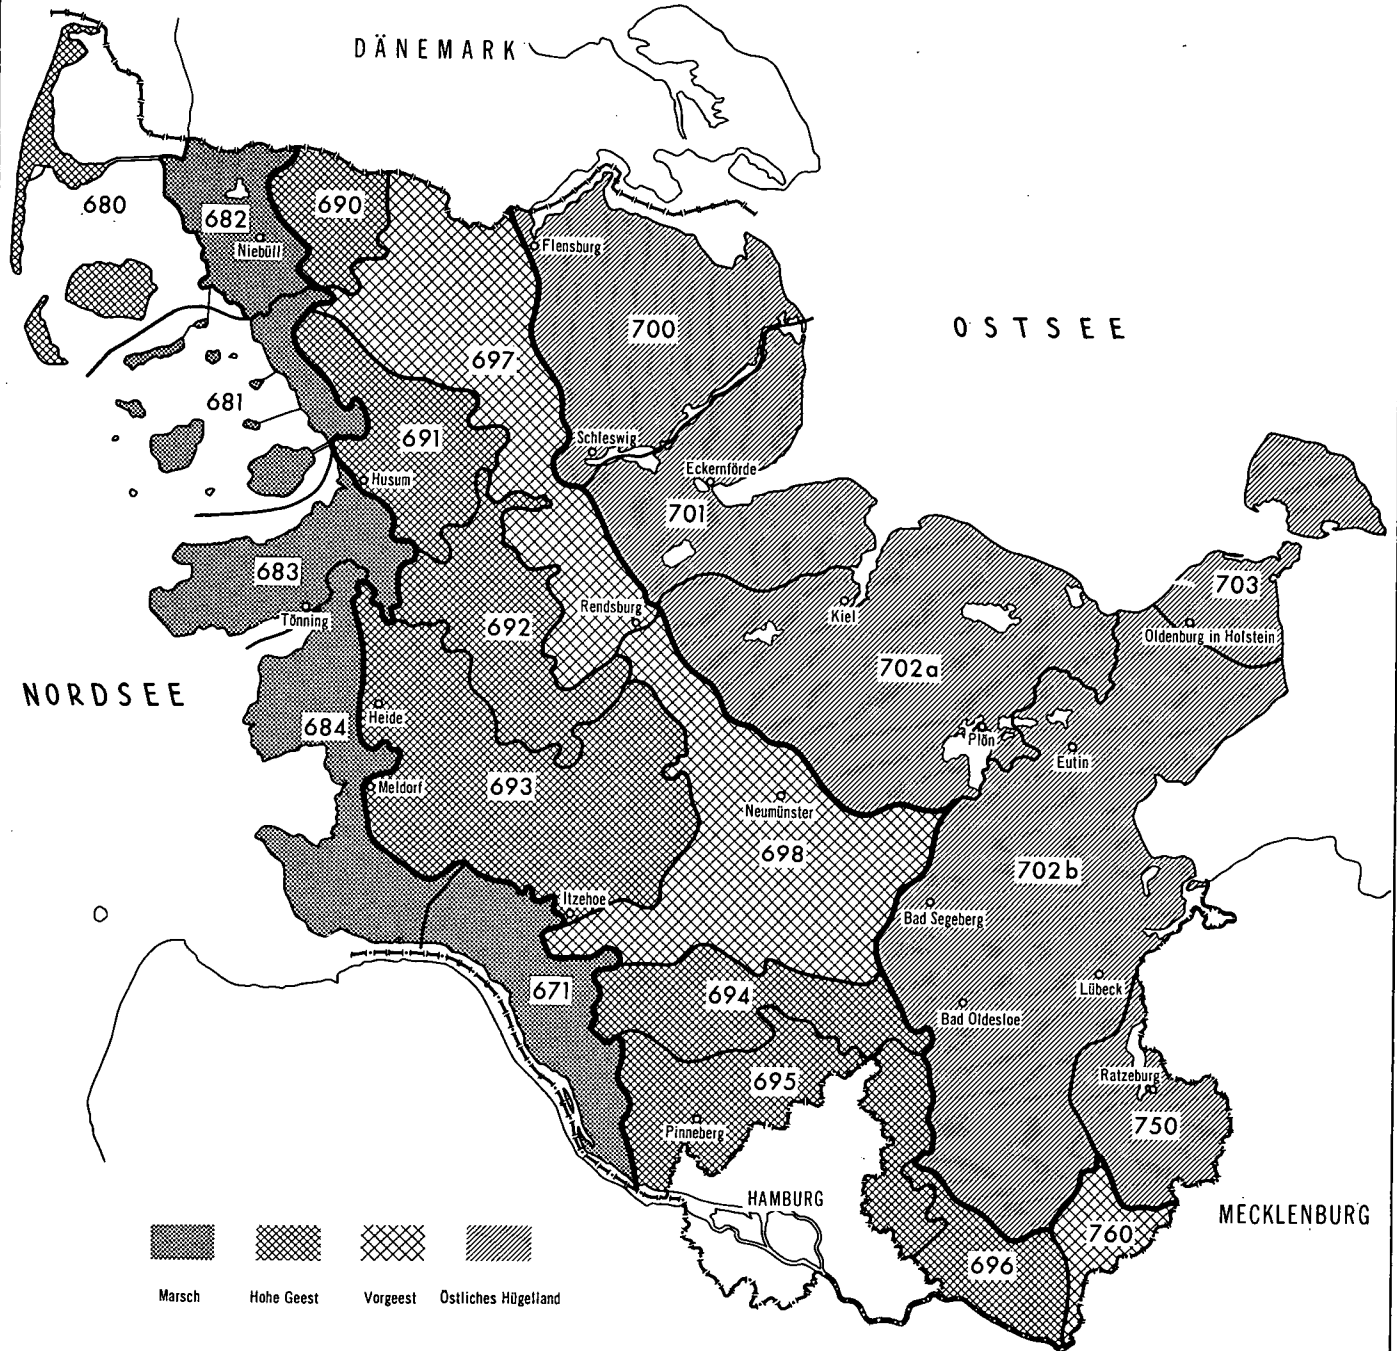 DÄNEMARK
680
682
690
Niebüll
Flensburg
700
OSTSEE
697
681
691
Schleswig
Husum
Eckernförde
701
683
703
Tönning
692
Rendsburg
Kiel
Oldenburg in Holstein
702a
NORDSEE
684
Heide
Plön
Eutin
Meldorf
693
Neumünster
698
702b
Itzehoe
Bad Segeberg
671
694
Lübeck
Bad Oldesloe
695
Ratzeburg
Pinneberg
750
HAMBURG
MECKLENBURG
760
696
Marsch
Hohe Geest
Vorgeest
Östliches Hügelland